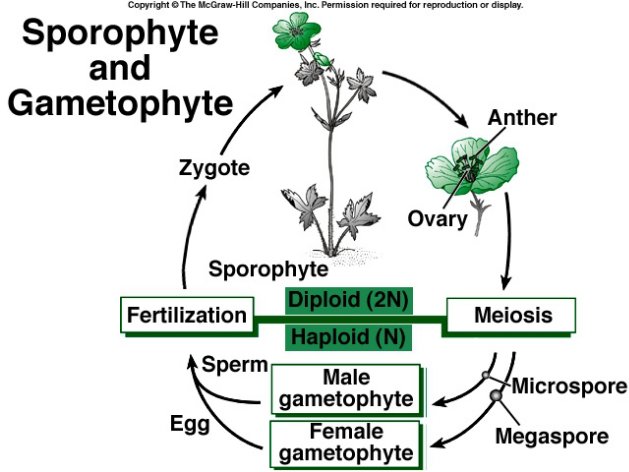 Copyright © The McGraw-Hill Companies, Inc. Permission required for reproduction or display.
Sporophyte
and
Gametophyte
Anther
Zygote
Ovary
Sporophyte
Diploid (2N)
Fertilization
Meiosis
Haploid (N)
Sperm
Male
gametophyte
Microspore
Egg
Female
gametophyte
Megaspore